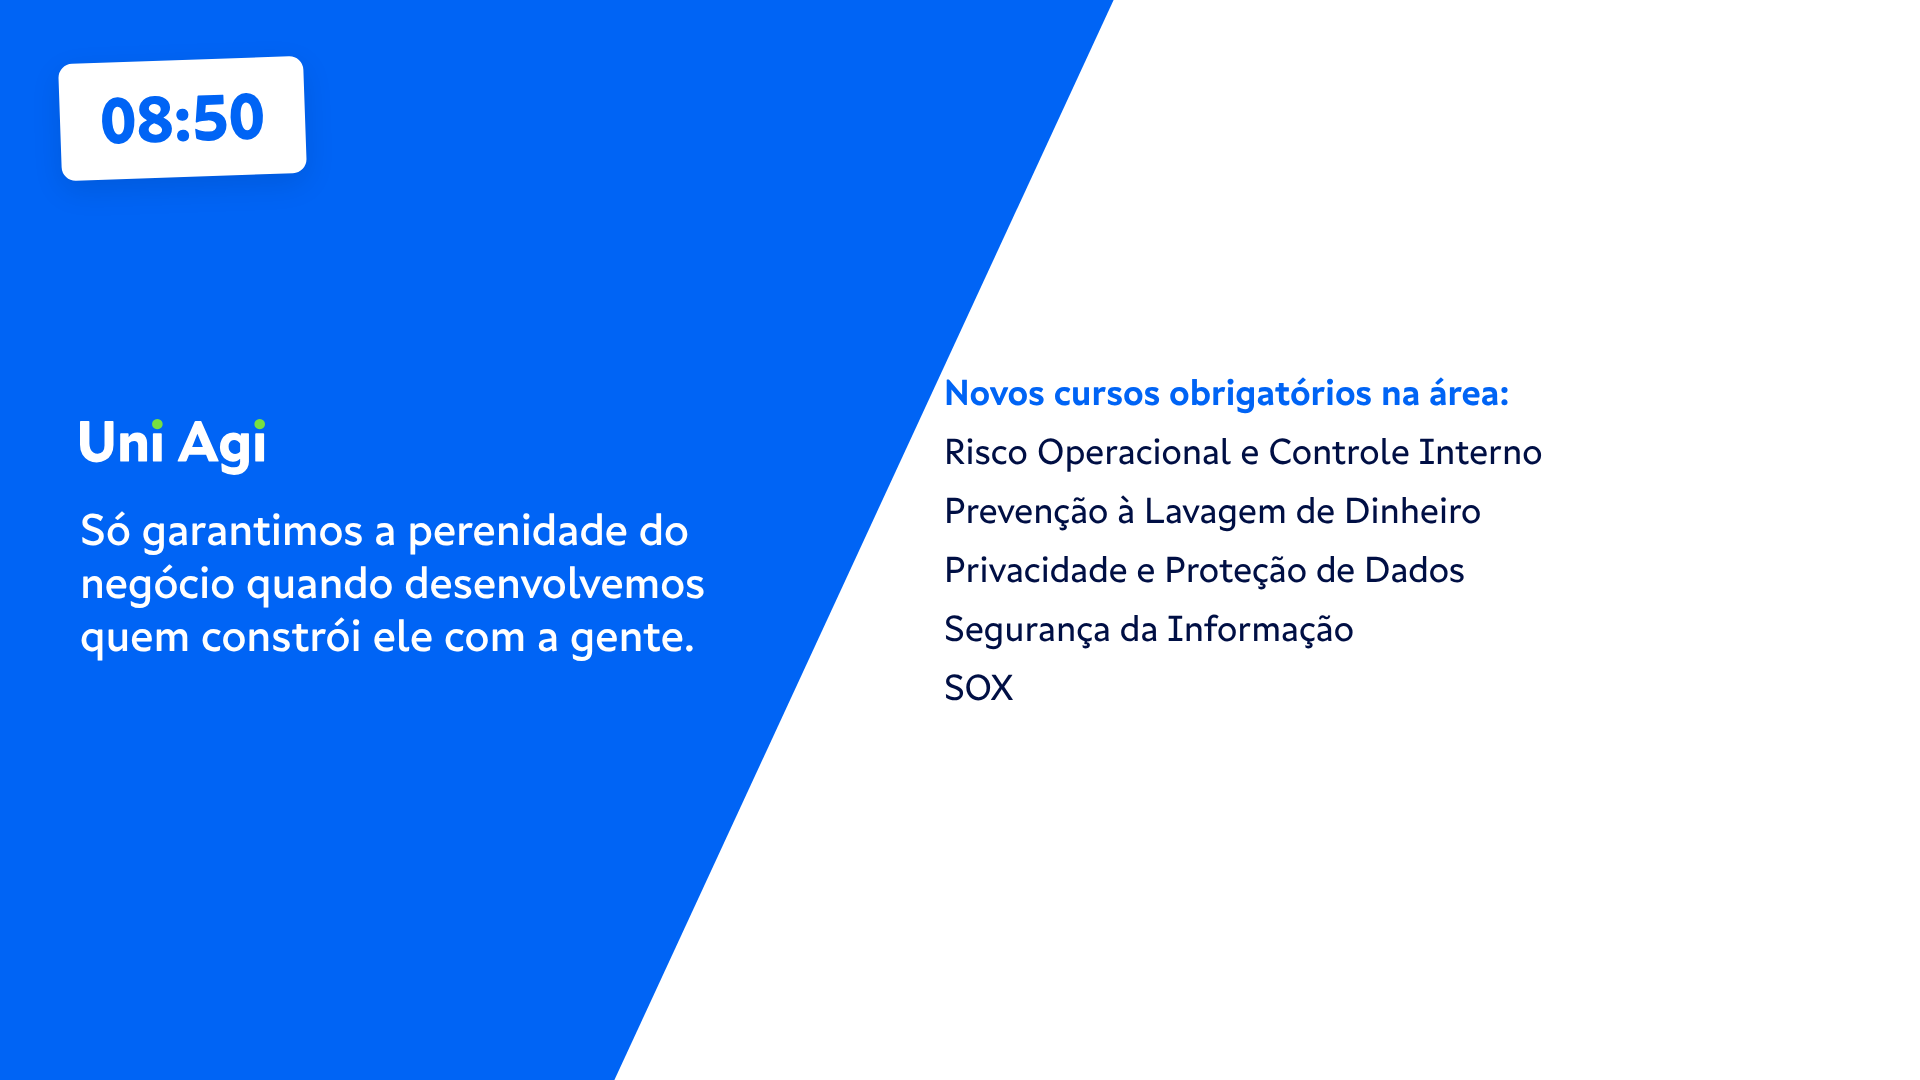 08:50
Uni Agi
Só garantimos a perenidade do
negócio quando desenvolvemos
quem constrói ele com a gente.
Novos cursos obrigatórios na área:
Risco Operacional e Controle Interno
Prevenção à Lavagem de Dinheiro
Privacidade e Proteção de Dados
Segurança da Informação
SOX